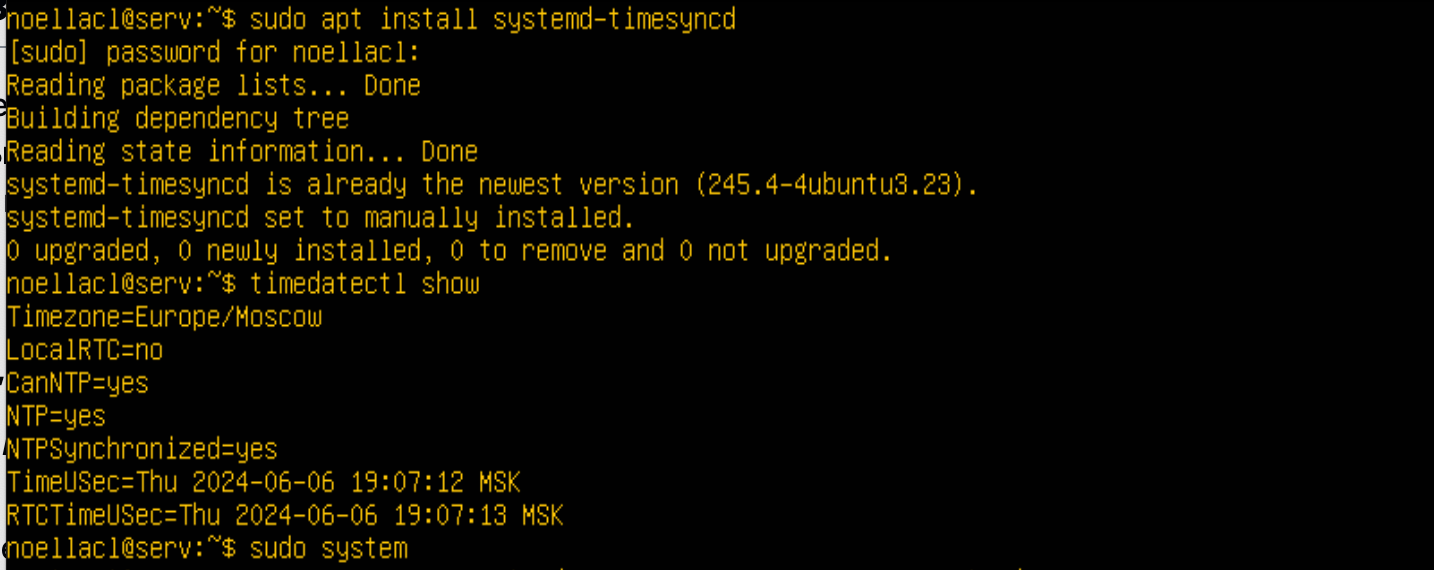 noellacl@serv:~$ sudo apt install systemd-timesyncd
[sudo] password for noellacl:
Reading package lists... Done
Building dependency tree
Reading state information... Done
systemd-timesyncd is already the newest version (245.4-4ubuntu3.23).
systemd-timesyncd set to manually installed.
0 upgraded, 0 newly installed, 0 to remove and 0 not upgraded.
noellacl@serv:~$ timedatectl show
Timezone=Europe/Moscow
LocalRTC=no
CanNTP=yes
NTP=yes
NTPSynchronized=yes
TimeUSec=Thu 2024-06-06 19:07:12 MSK
RTCTimeUSec=Thu 2024-06-06 19:07:13 MSK
noellacl@serv:~$ sudo system